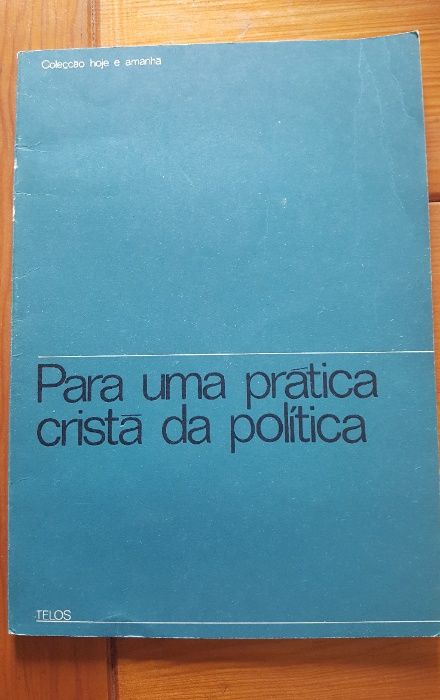 Colecção hoje e amanhã
Para uma prática
cristã da política
TELOS